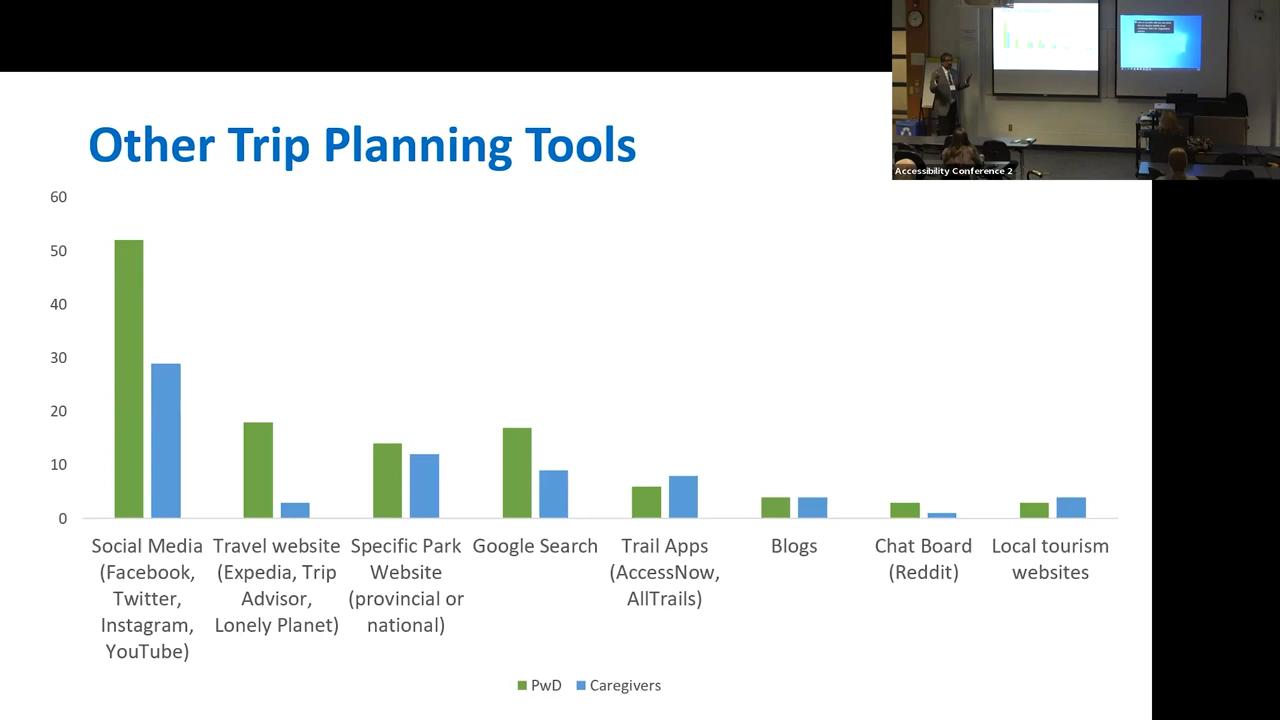 Other Trip Planning Tools
Accessibility Conference 2
60
50
40
30
20
10
0
Social Media
(Facebook,
Twitter,
Instagram,
YouTube)
Travel website
(Expedia, Trip
Advisor,
Lonely Planet)
Specific Park
Website
(provincial or
national)
Google Search
Trail Apps
(AccessNow,
AllTrails)
Blogs
Chat Board
(Reddit)
Local tourism
websites
PwD
Caregivers